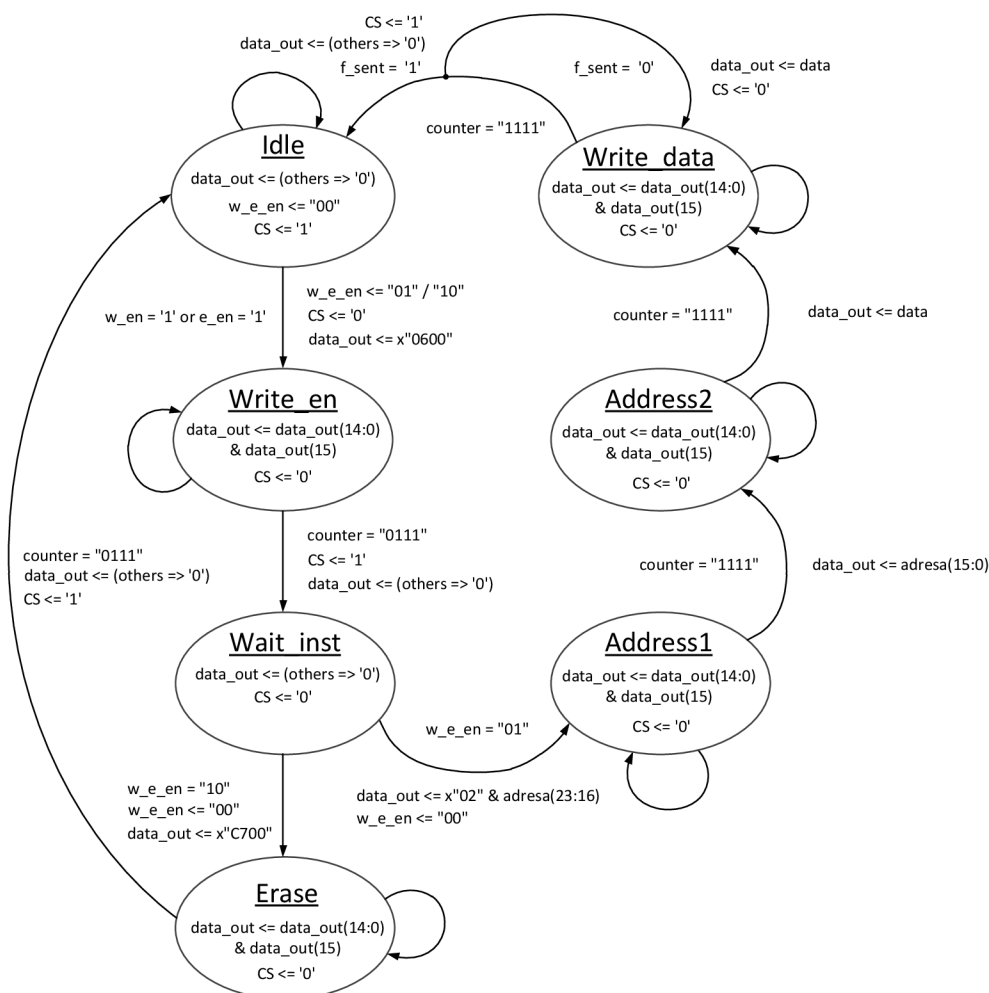 CS <= '1'
data_out <= (others => '0')
f_sent = '1'
f_sent = '0'
data_out <= data
CS <= '0'
counter = "1111"
Idle
data_out <= (others => '0')
w_e_en <= "00"
CS <= '1'
Write_data
data_out <= data_out(14:0)
& data_out(15)
CS <= '0'
w_en = '1' or e_en = '1'
w_e_en <= "01" / "10"
CS <= '0'
data_out <= x"0600"
counter = "1111"
data_out <= data
Write_en
data_out <= data_out(14:0)
& data_out(15)
CS <= '0'
Address2
data_out <= data_out(14:0)
& data_out(15)
CS <= '0'
counter = "0111"
data_out <= (others => '0')
CS <= '1'
counter = "0111"
CS <= '1'
data_out <= (others => '0')
counter = "1111"
data_out <= adresa(15:0)
Wait_inst
data_out <= (others => '0')
CS <= '0'
Address1
data_out <= data_out(14:0)
& data_out(15)
CS <= '0'
w_e_en = "01"
w_e_en = "10"
w_e_en <= "00"
data_out <= x"C700"
data_out <= x"02" & adresa(23:16)
w_e_en <= "00"
Erase
data_out <= data_out(14:0)
& data_out(15)
CS <= '0'